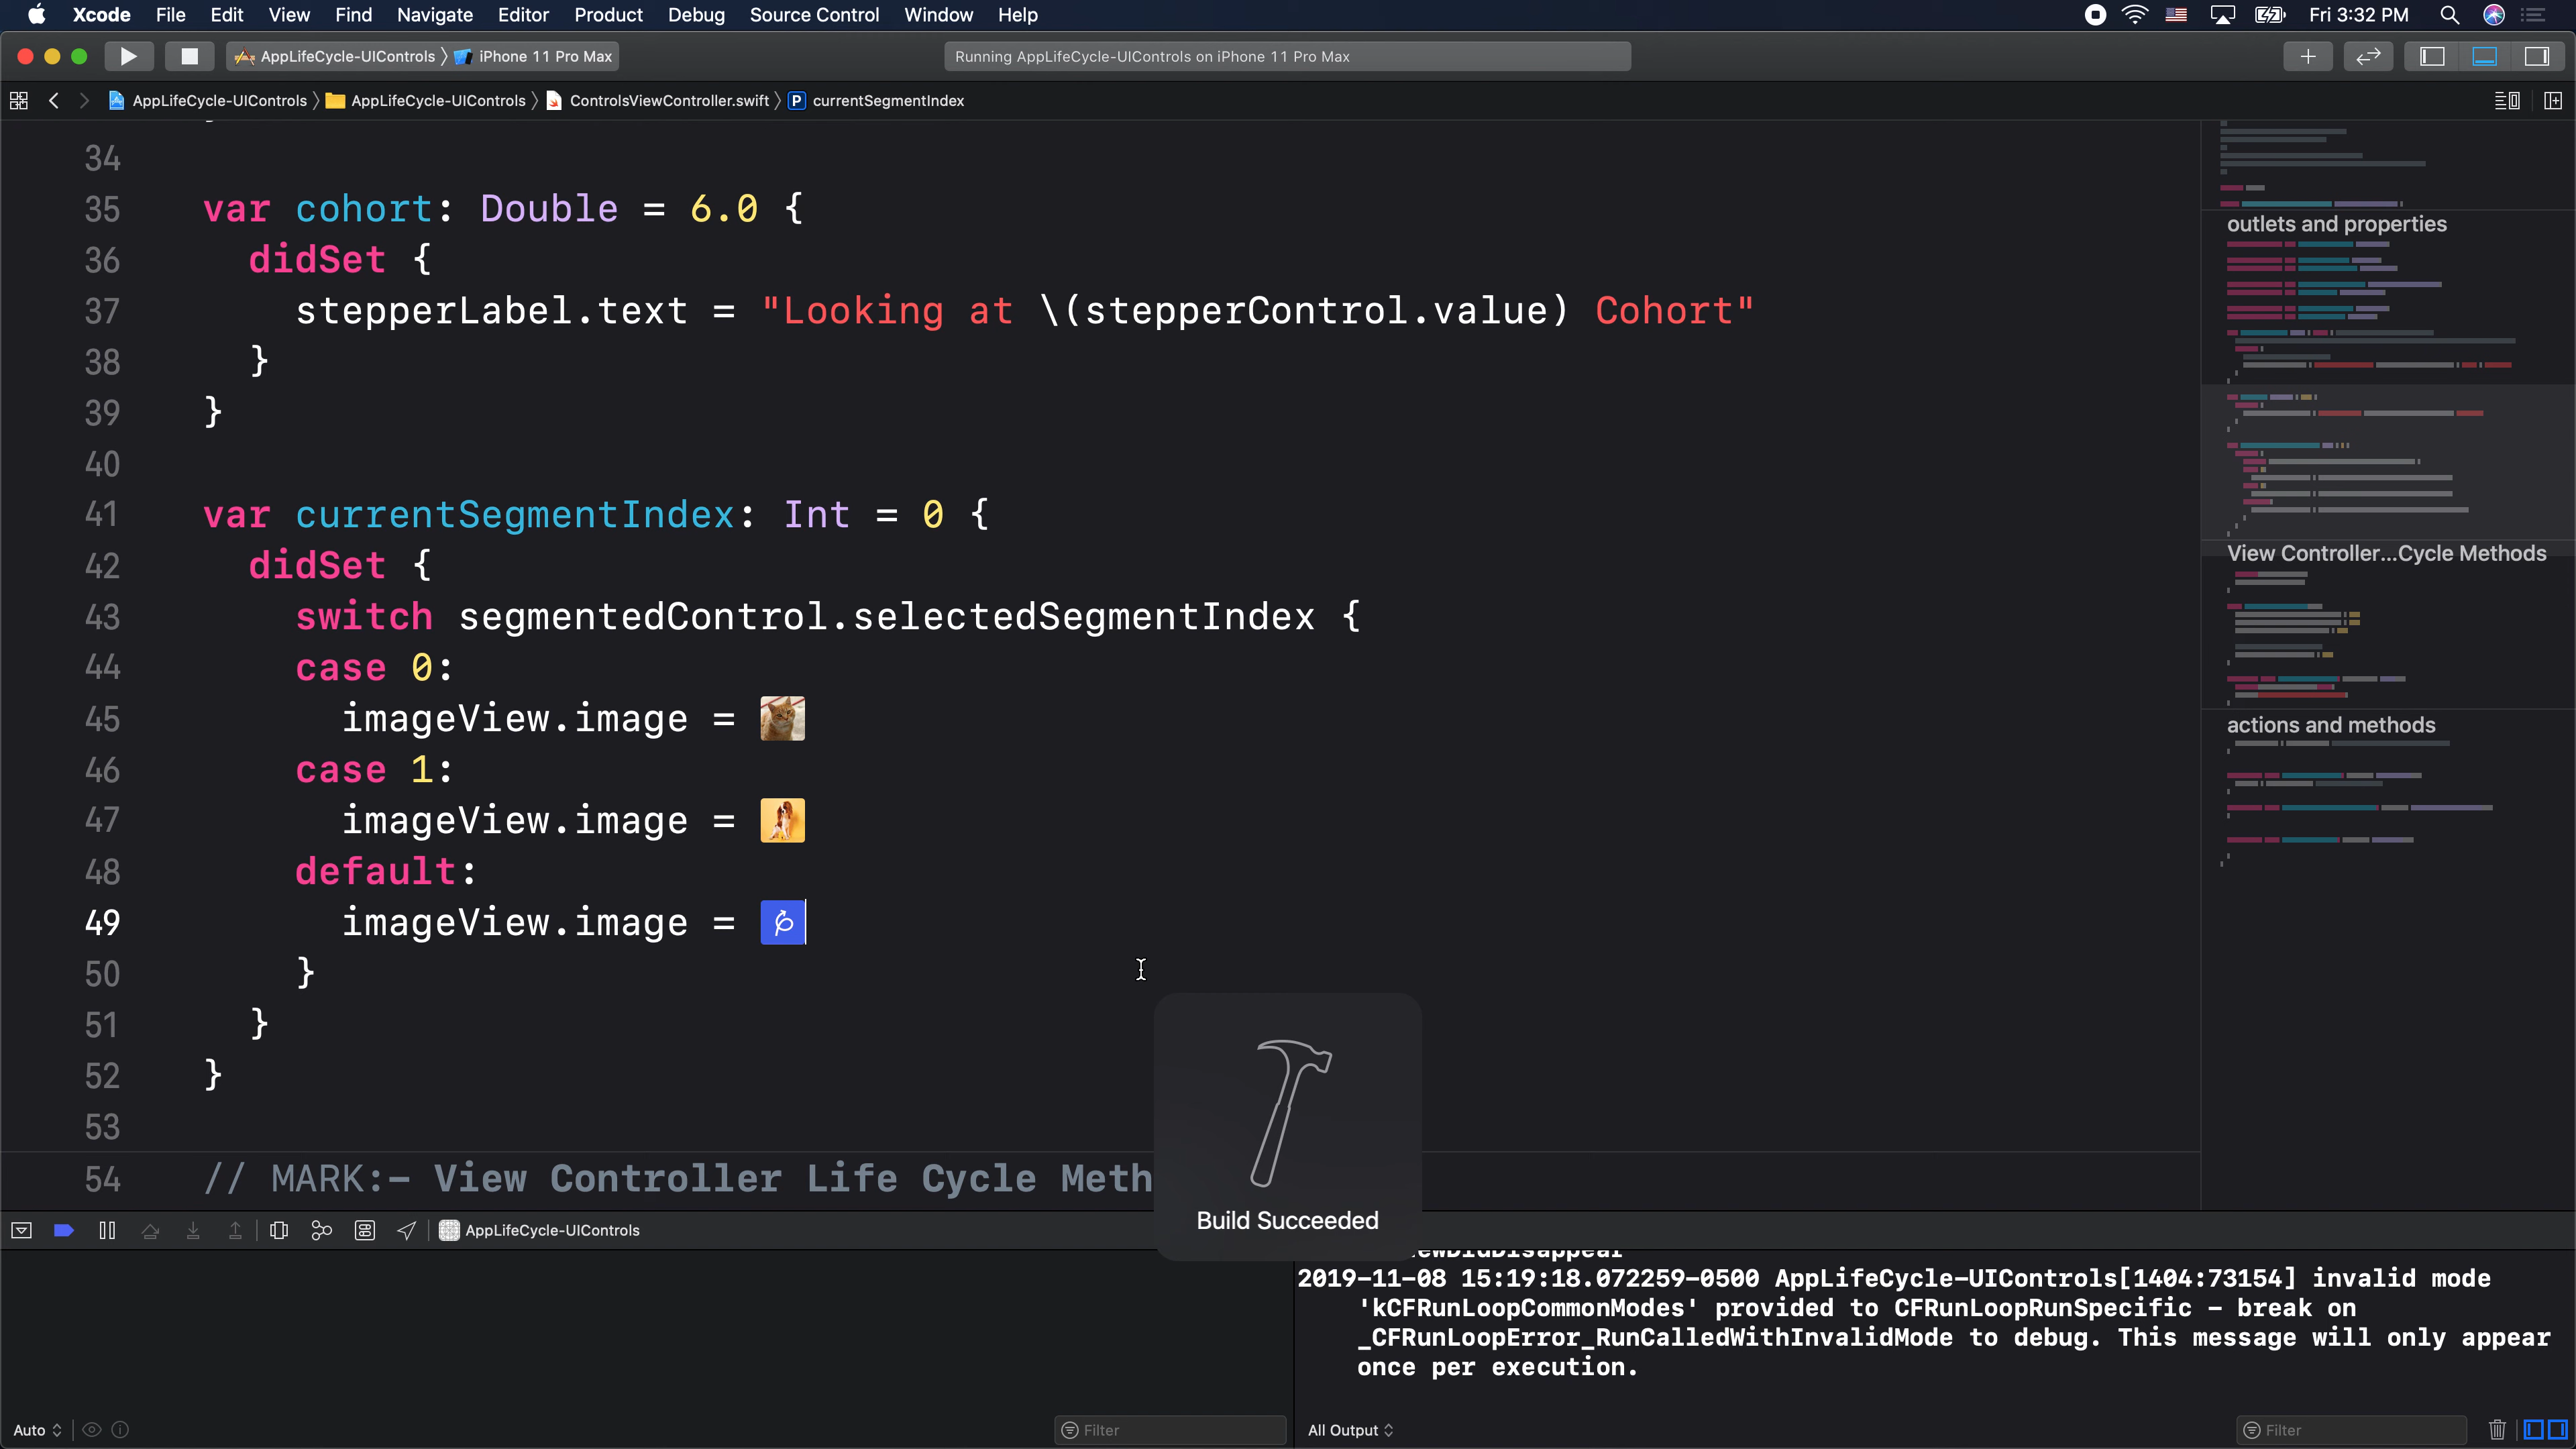 Xcode File Edit View Find Navigate Editor Product Debug Source Control Window Help Fri 3:32 PM
AppLifeCycle-UIControls iPhone 11 Pro Max Running AppLifeCycle-UIControls on iPhone 11 Pro Max
AppLifeCycle-UIControls AppLifeCycle-UIControls ControlsViewController.swift P currentSegmentIndex
34
35 var cohort: Double = 6.0 {
36 didSet {
37 stepperLabel.text = "Looking at \(stepperControl.value) Cohort"
38 }
39 }
40
41 var currentSegmentIndex: Int = 0 {
42 didSet {
43 switch segmentedControl.selectedSegmentIndex {
44 case 0:
45 imageView.image =
46 case 1:
47 imageView.image =
48 default:
49 imageView.image =
50 }
51 }
52 }
53
54 // MARK:- View Controller Life Cycle Meth
outlets and properties
View Controller...Cycle Methods
actions and methods
Build Succeeded
AppLifeCycle-UIControls
ewDidDisappear
2019-11-08 15:19:18.072259-0500 AppLifeCycle-UIControls[1404:73154] invalid mode
'kCFRunLoopCommonModes' provided to CFRunLoopRunSpecific - break on
_CFRunLoopError_RunCalledWithInvalidMode to debug. This message will only appear
once per execution.
Auto Filter All Output Filter